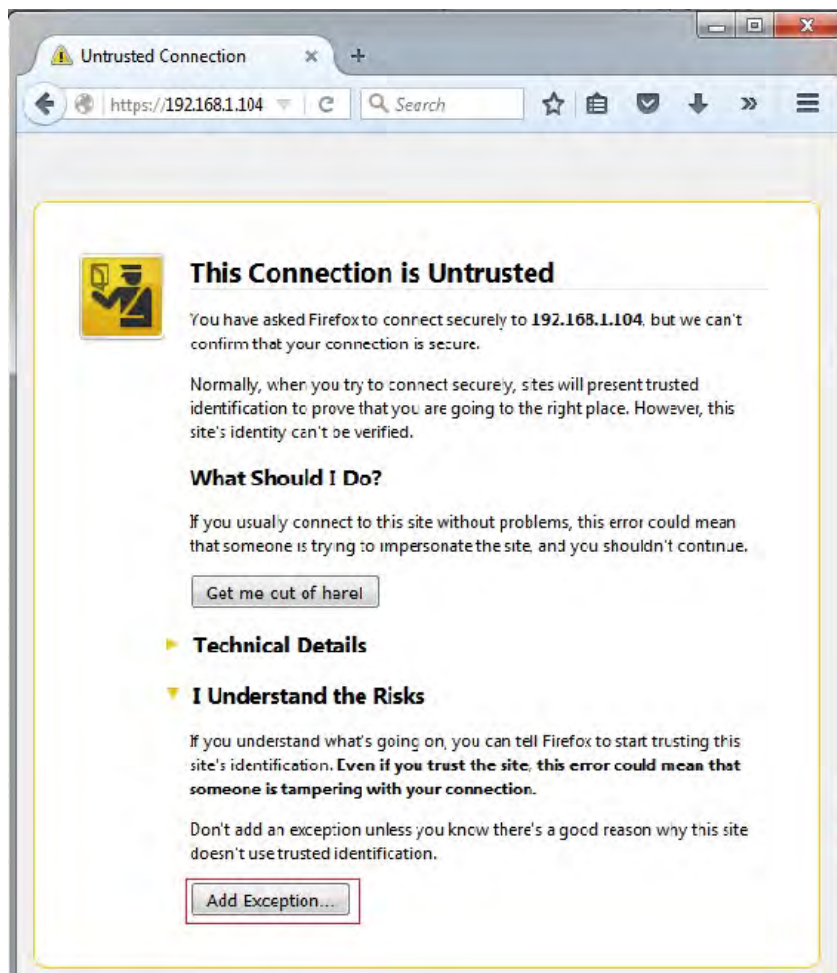 Untrusted Connection
https://192.168.1.104
Search
This Connection is Untrusted
You have asked Firefox to connect securely to 192.168.1.104, but we can't
confirm that your connection is secure.
Normally, when you try to connect securely, sites will present trusted
identification to prove that you are going to the right place. However, this
site's identity can't be verified.
What Should I Do?
If you usually connect to this site without problems, this error could mean
that someone is trying to impersonate the site, and you shouldn't continue.
Get me out of here!
Technical Details
I Understand the Risks
If you understand what's going on, you can tell Firefox to start trusting this
site's identification. Even if you trust the site, this error could mean that
someone is tampering with your connection.
Don't add an exception unless you know there's a good reason why this site
doesn't use trusted identification.
Add Exception...